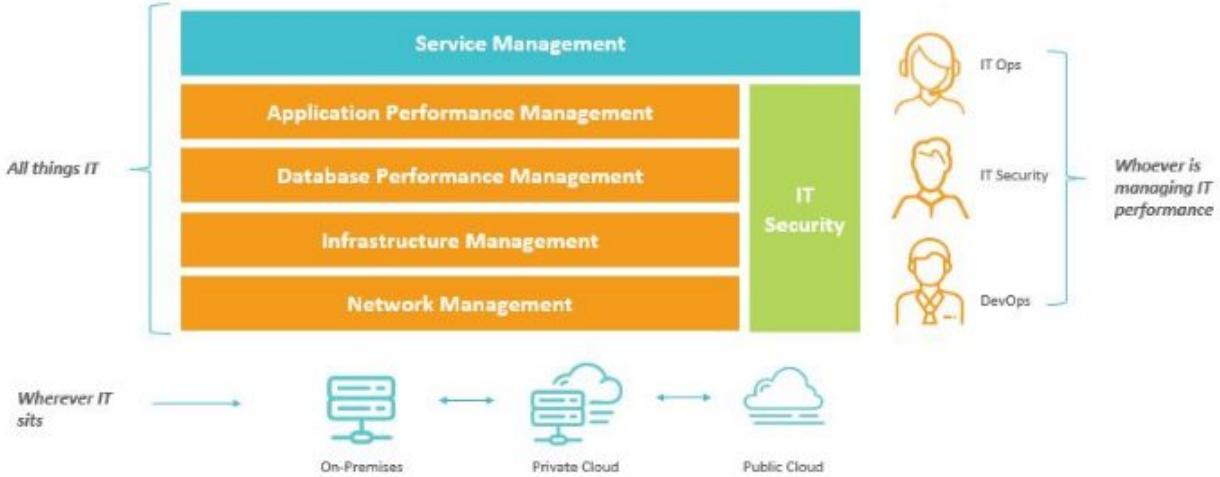 Service Management
IT Ops
Application Performance Management
All things IT
Database Performance Management
IT
Security
IT Security
Whoever is
managing IT
performance
Infrastructure Management
Network Management
DevOps
Wherever IT
sits
On-Premises
Private Cloud
Public Cloud